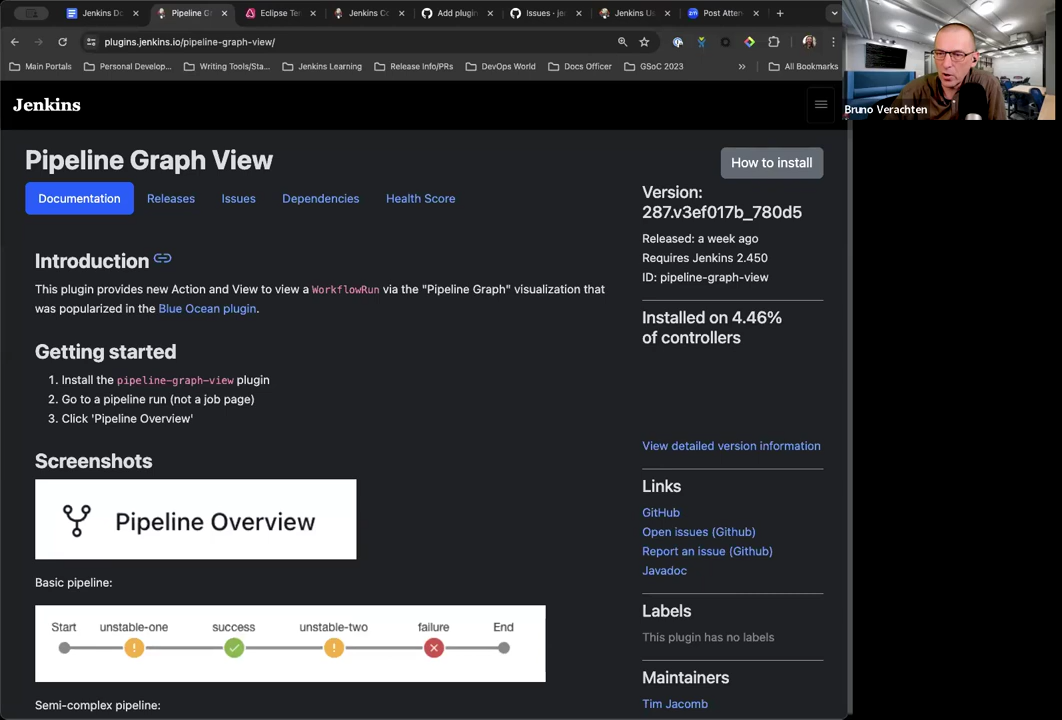 Jenkins Do
Pipeline Gr
Eclipse Te
Jenkins Co
Add plugin
Issues - je
Jenkins Us
Post Atten
plugins.jenkins.io/pipeline-graph-view/
Main Portals
Personal Develop...
Writing Tools/Sta...
Jenkins Learning
Release Info/PRs
DevOps World
Docs Officer
GSoC 2023
»
All Bookmarks
Bruno Verachten
Jenkins
Pipeline Graph View
How to install
Documentation
Releases
Issues
Dependencies
Health Score
Introduction
This plugin provides new Action and View to view a WorkflowRun via the "Pipeline Graph" visualization that
was popularized in the Blue Ocean plugin.
Getting started
1. Install the pipeline-graph-view plugin
2. Go to a pipeline run (not a job page)
3. Click 'Pipeline Overview'
Screenshots
Pipeline Overview
Basic pipeline:
Start unstable-one success unstable-two failure End
Semi-complex pipeline:
Version:
287.v3ef017b_780d5
Released: a week ago
Requires Jenkins 2.450
ID: pipeline-graph-view
Installed on 4.46%
of controllers
View detailed version information
Links
GitHub
Open issues (Github)
Report an issue (Github)
Javadoc
Labels
This plugin has no labels
Maintainers
Tim Jacomb